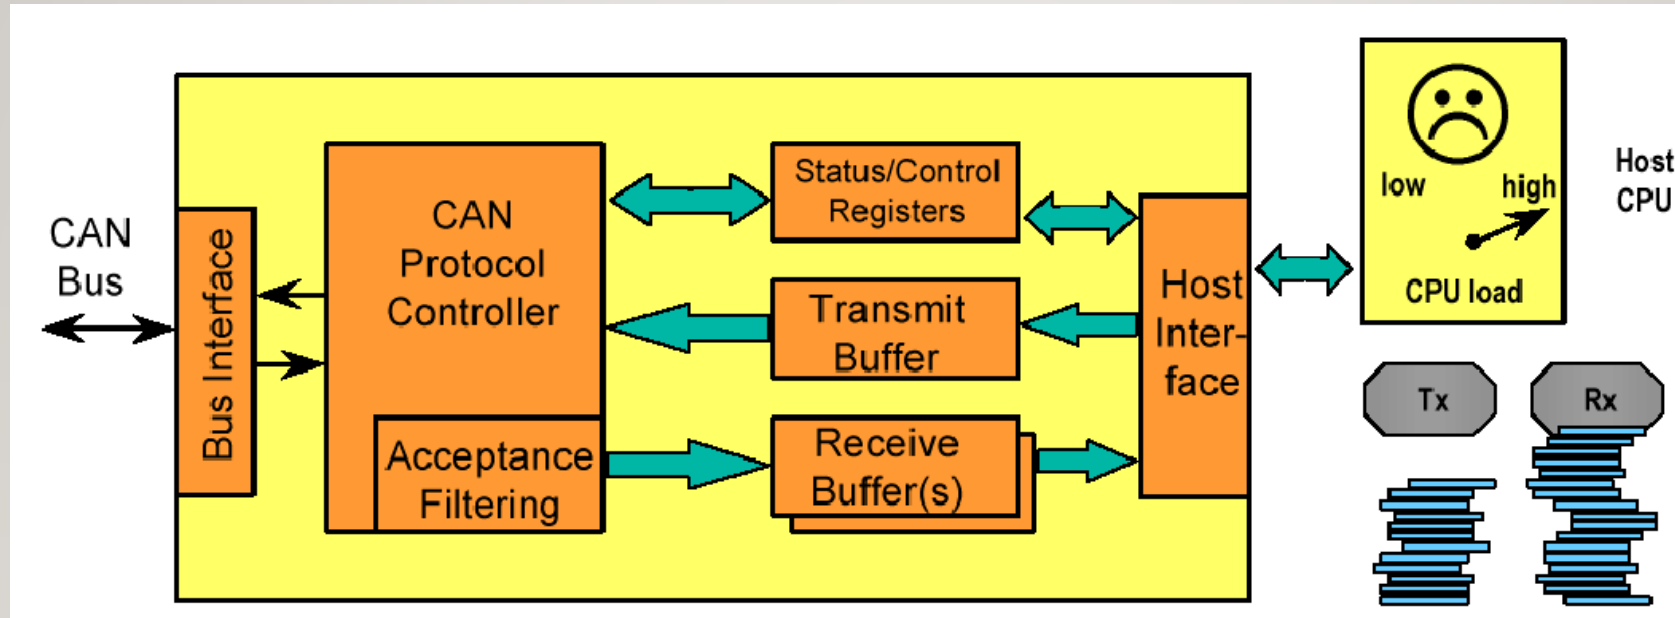 CAN
Bus
Bus Interface
CAN
Protocol
Controller
Acceptance
Filtering
Status/Control
Registers
Transmit
Buffer
Receive
Buffer(s)
Host
Inter-
face
low
high
CPU load
Host
CPU
Tx
Rx